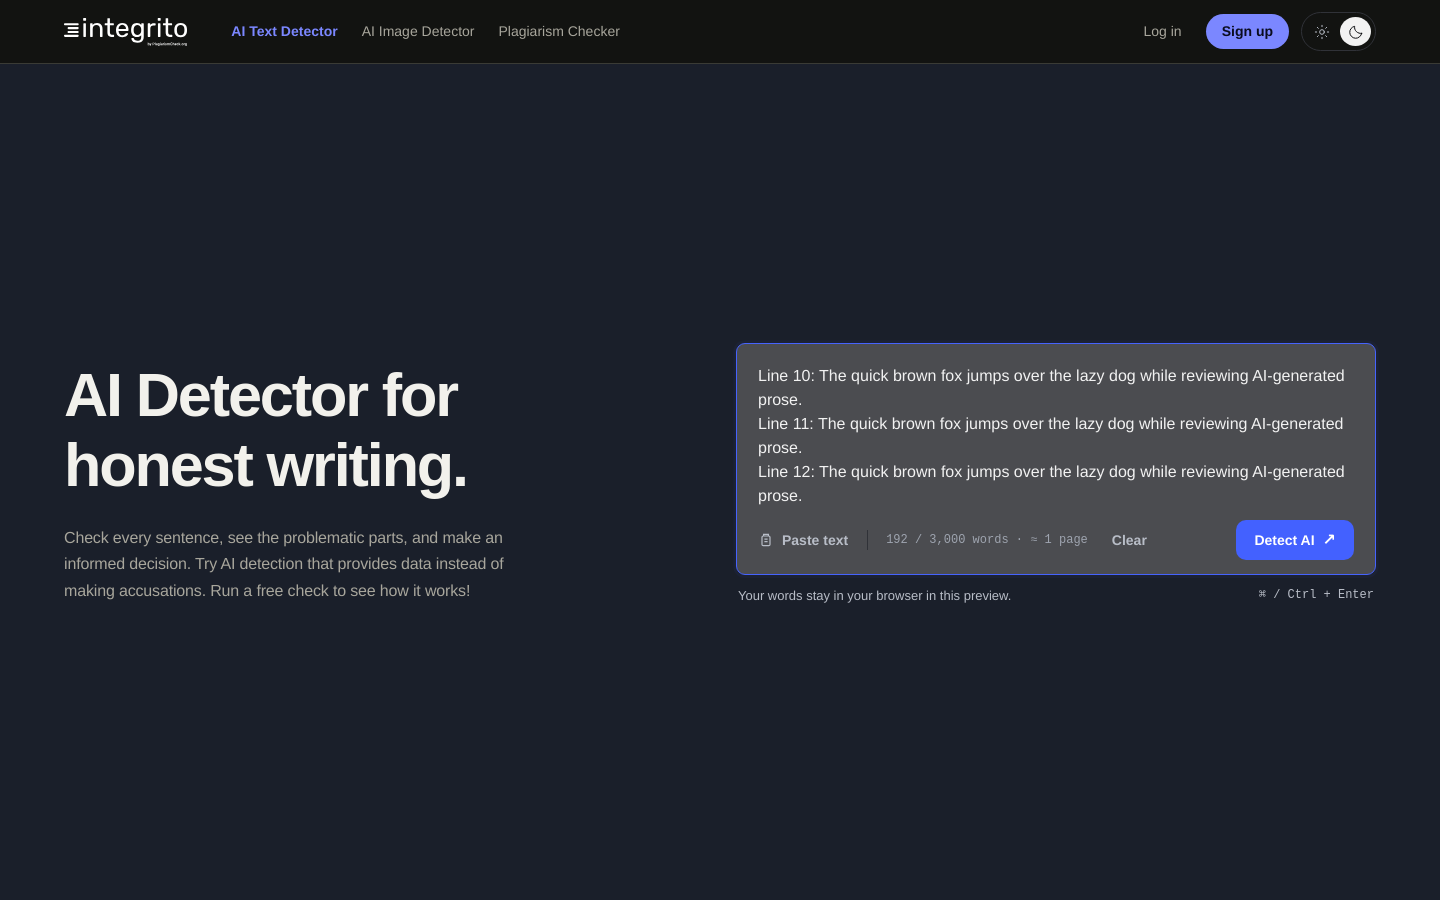 integrito
by PlagiarismCheck.org
AI Text Detector
AI Image Detector
Plagiarism Checker
Log in
Sign up
AI Detector for
honest writing.
Check every sentence, see the problematic parts, and make an
informed decision. Try AI detection that provides data instead of
making accusations. Run a free check to see how it works!
Line 10: The quick brown fox jumps over the lazy dog while reviewing AI-generated
prose.
Line 11: The quick brown fox jumps over the lazy dog while reviewing AI-generated
prose.
Line 12: The quick brown fox jumps over the lazy dog while reviewing AI-generated
prose.
Paste text
192 / 3,000 words · ≈ 1 page
Clear
Detect AI ↗
Your words stay in your browser in this preview.
⌘ / Ctrl + Enter